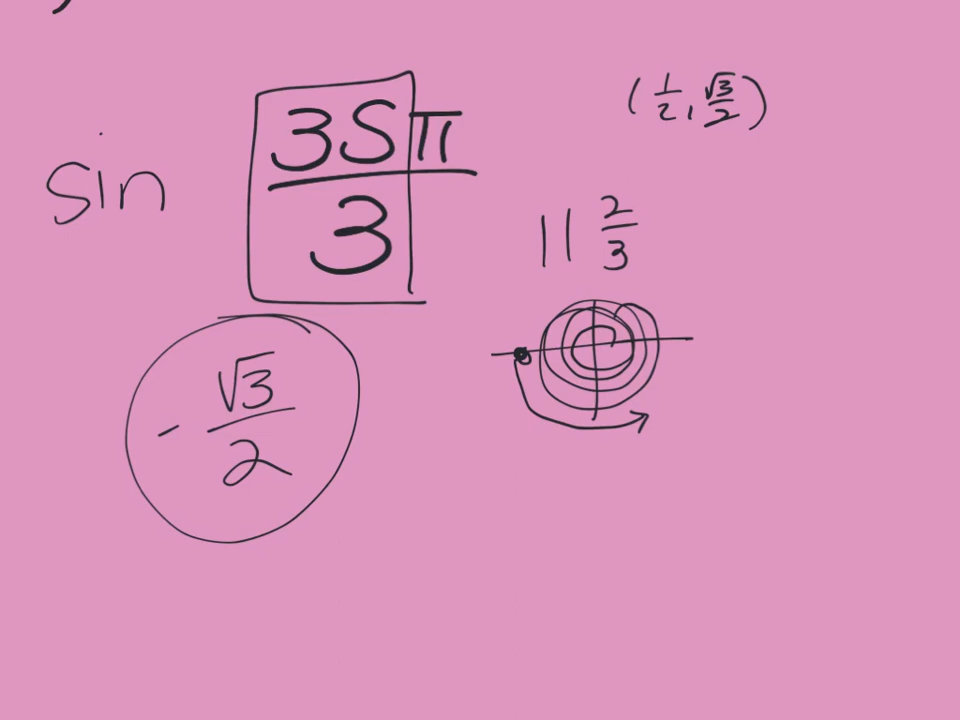 sin 35π/3
(1/2, √3/2)
11 2/3
- √3/2